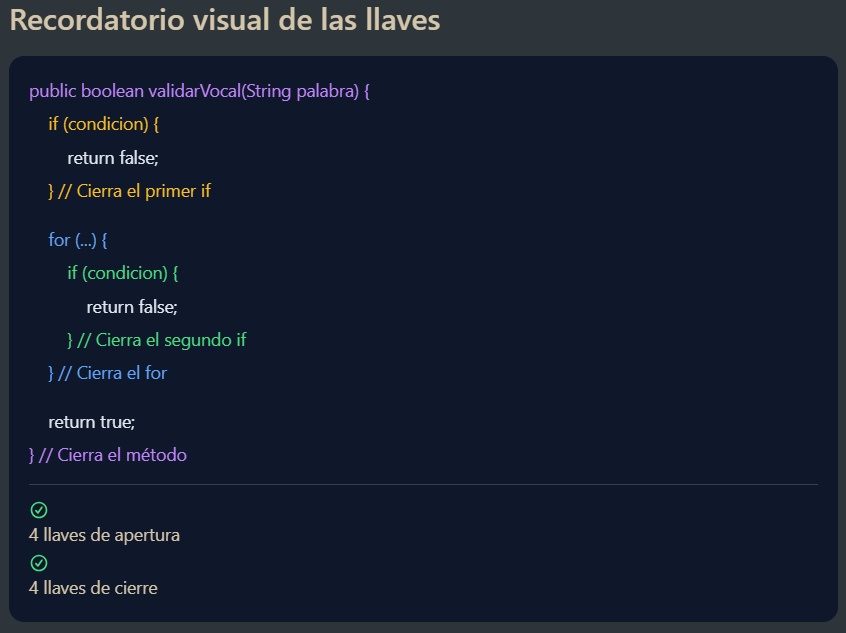 Recordatorio visual de las llaves
public boolean validarVocal(String palabra) {
if (condicion) {
return false;
} // Cierra el primer if
for (...) {
if (condicion) {
return false;
} // Cierra el segundo if
} // Cierra el for
return true;
} // Cierra el método
4 llaves de apertura
4 llaves de cierre